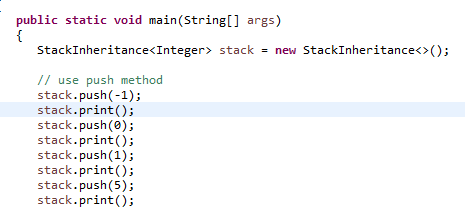 public static void main(String[] args)
{
StackInheritance<Integer> stack = new StackInheritance<>();
// use push method
stack.push(-1);
stack.print();
stack.push(0);
stack.print();
stack.push(1);
stack.print();
stack.push(5);
stack.print();